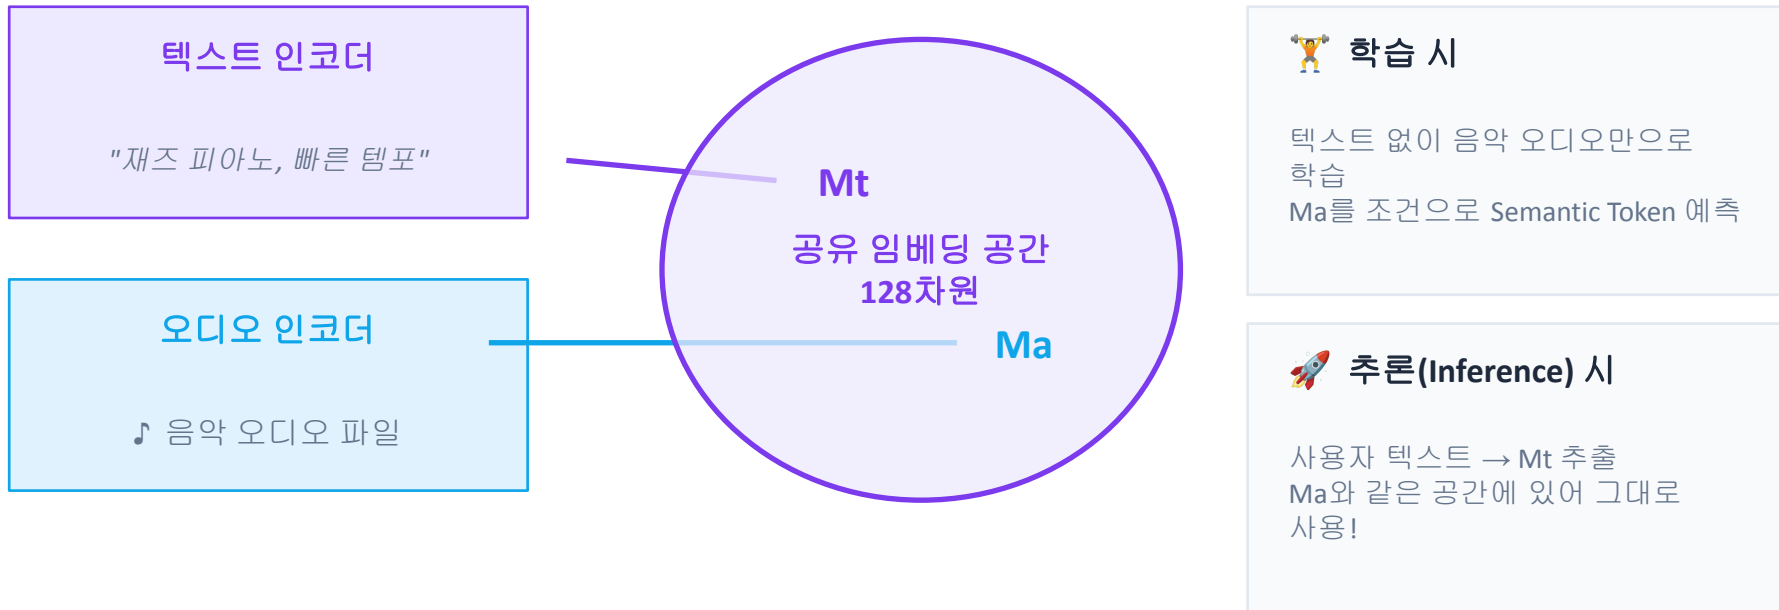 텍스트 인코더
"재즈 피아노, 빠른 템포"
오디오 인코더
♪ 음악 오디오 파일
Mt
공유 임베딩 공간
128차원
Ma
🏋️ 학습 시
텍스트 없이 음악 오디오만으로
학습
Ma를 조건으로 Semantic Token 예측
🚀 추론(Inference) 시
사용자 텍스트 → Mt 추출
Ma와 같은 공간에 있어 그대로
사용!